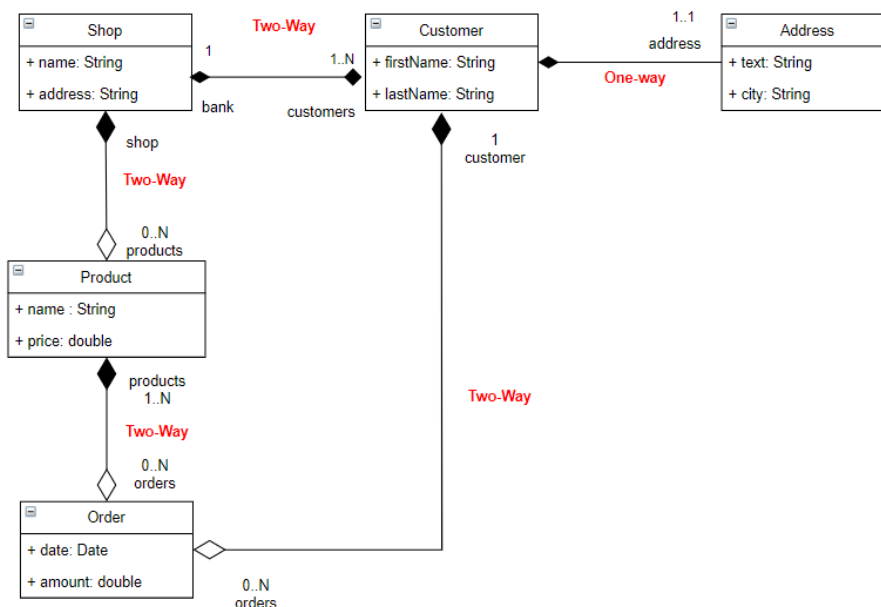 Shop
+ name: String
+ address: String
Two-Way
1
1..N
bank
customers
Customer
+ firstName: String
+ lastName: String
1..1
address
One-way
Address
+ text: String
+ city: String
shop
Two-Way
0..N
products
1
customer
Product
+ name : String
+ price: double
products
1..N
Two-Way
0..N
orders
Two-Way
Order
+ date: Date
+ amount: double
0..N
orders